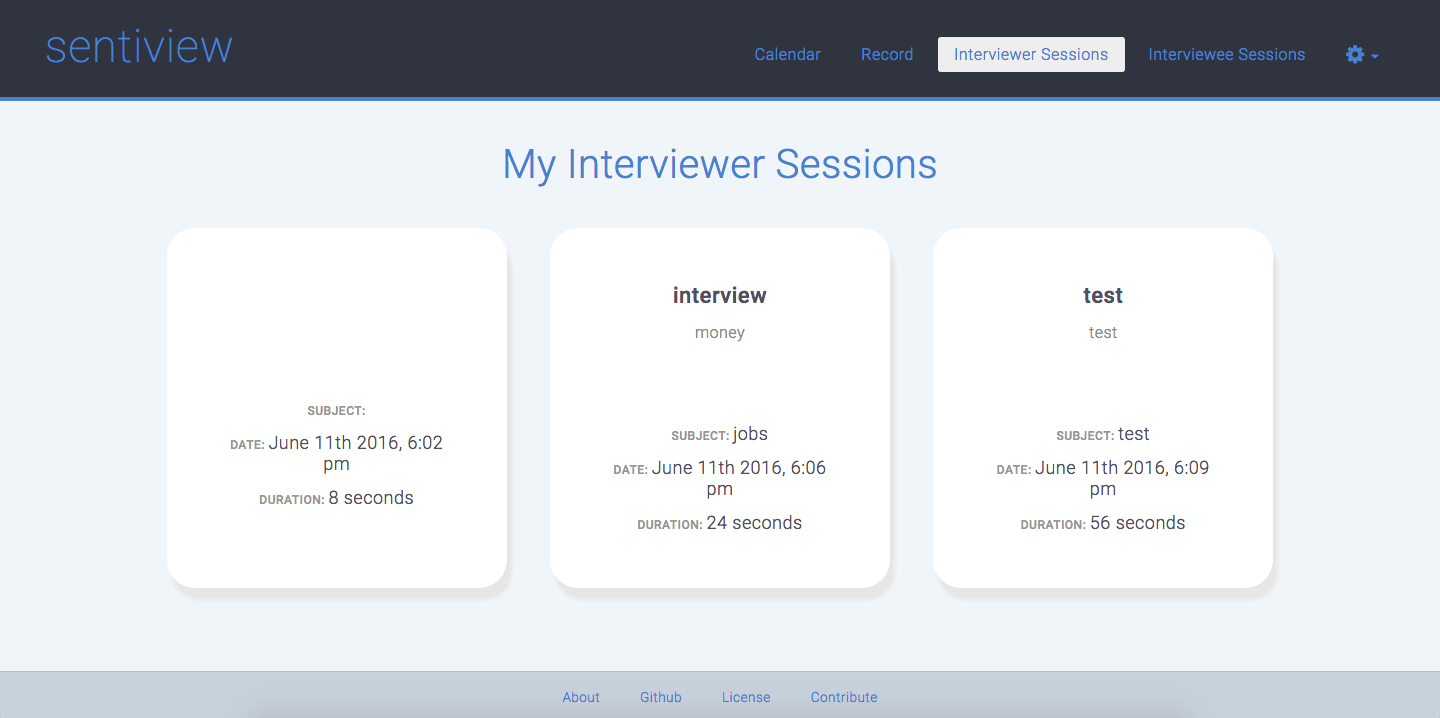 sentiview
Calendar Record Interviewer Sessions Interviewee Sessions
My Interviewer Sessions
SUBJECT:
DATE: June 11th 2016, 6:02
pm
DURATION: 8 seconds
interview
money
SUBJECT: jobs
DATE: June 11th 2016, 6:06
pm
DURATION: 24 seconds
test
test
SUBJECT: test
DATE: June 11th 2016, 6:09
pm
DURATION: 56 seconds
About Github License Contribute